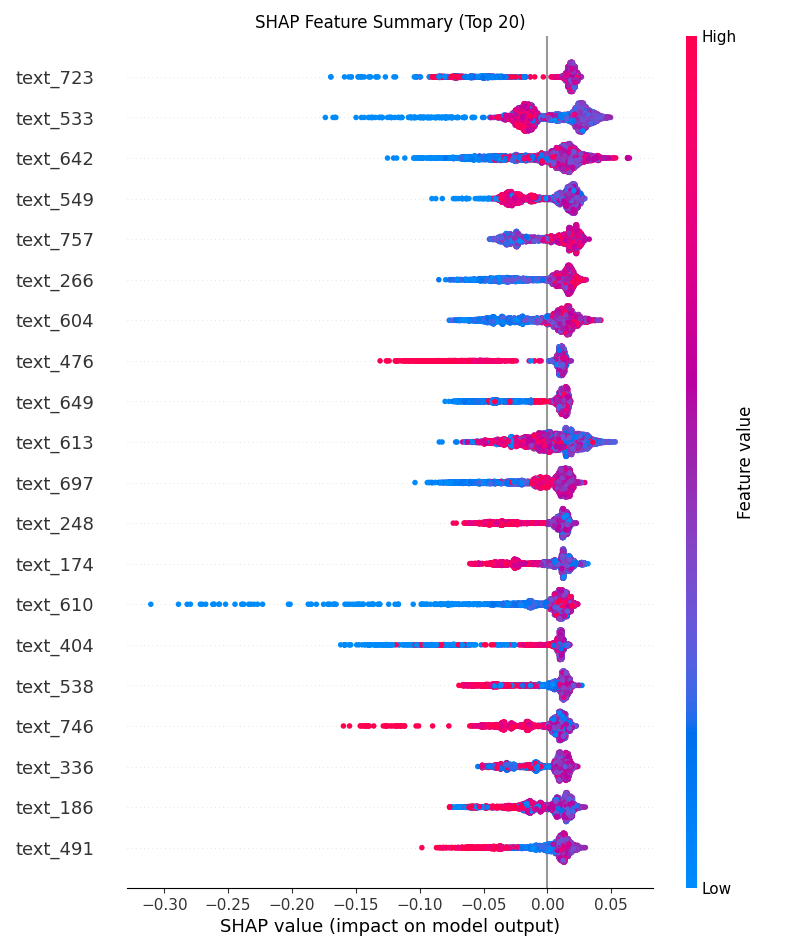 SHAP Feature Summary (Top 20)
High
text_723
text_533
text_642
text_549
text_757
text_266
text_604
text_476
text_649
text_613
text_697
text_248
text_174
text_610
text_404
text_538
text_746
text_336
text_186
text_491
Feature value
Low
−0.30 −0.25 −0.20 −0.15 −0.10 −0.05 0.00 0.05
SHAP value (impact on model output)